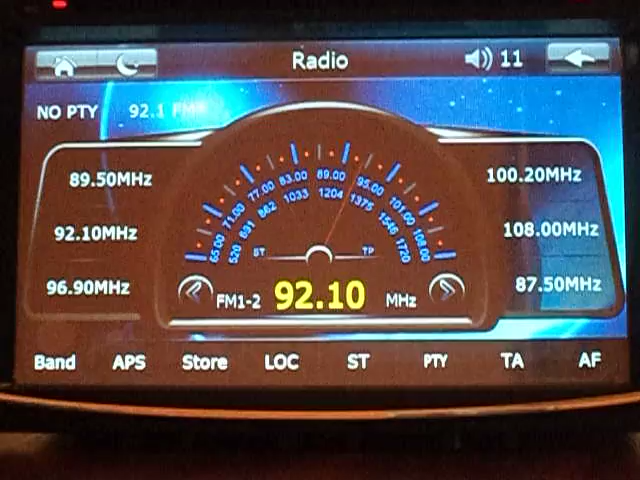 Radio
11
NO PTY 92.1 FM
89.50MHz
92.10MHz
96.90MHz
65.00 71.00 77.00 83.00 89.00 95.00 101.00 108.00
520 691 862 1033 1204 1375 1546 1720
ST TP
FM1-2 92.10 MHz
100.20MHz
108.00MHz
87.50MHz
Band APS Store LOC ST PTY TA AF